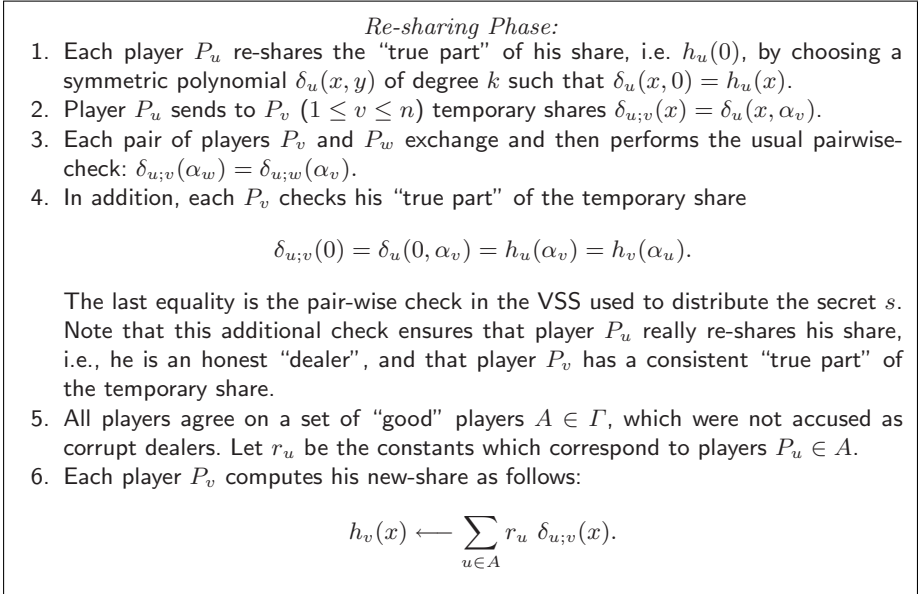 Re-sharing Phase:
1. Each player P_u re-shares the “true part” of his share, i.e. h_u(0), by choosing a
symmetric polynomial δ_u(x, y) of degree k such that δ_u(x, 0) = h_u(x).
2. Player P_u sends to P_v (1 ≤ v ≤ n) temporary shares δ_{u;v}(x) = δ_u(x, α_v).
3. Each pair of players P_v and P_w exchange and then performs the usual pairwise-
check: δ_{u;v}(α_w) = δ_{u;w}(α_v).
4. In addition, each P_v checks his “true part” of the temporary share
δ_{u;v}(0) = δ_u(0, α_v) = h_u(α_v) = h_v(α_u).
The last equality is the pair-wise check in the VSS used to distribute the secret s.
Note that this additional check ensures that player P_u really re-shares his share,
i.e., he is an honest “dealer”, and that player P_v has a consistent “true part” of
the temporary share.
5. All players agree on a set of “good” players A ∈ Γ, which were not accused as
corrupt dealers. Let r_u be the constants which correspond to players P_u ∈ A.
6. Each player P_v computes his new-share as follows:
h_v(x) ⟵ ∑_{u∈A} r_u δ_{u;v}(x).